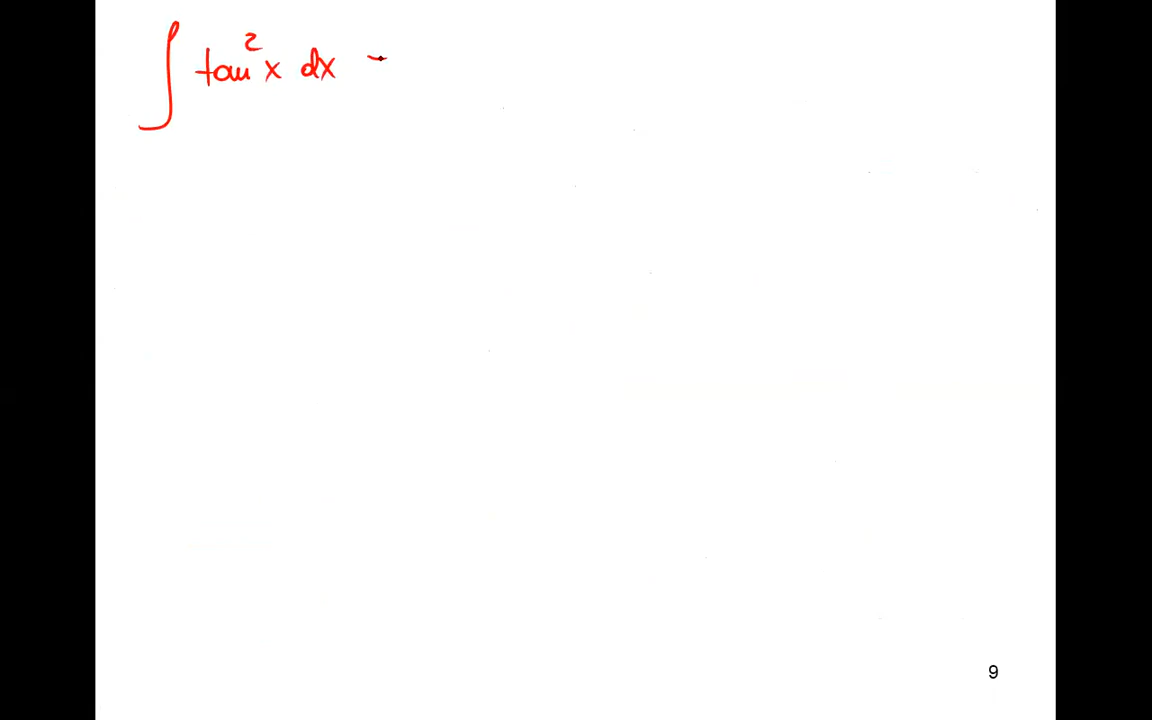 ∫ tan²x dx =
9